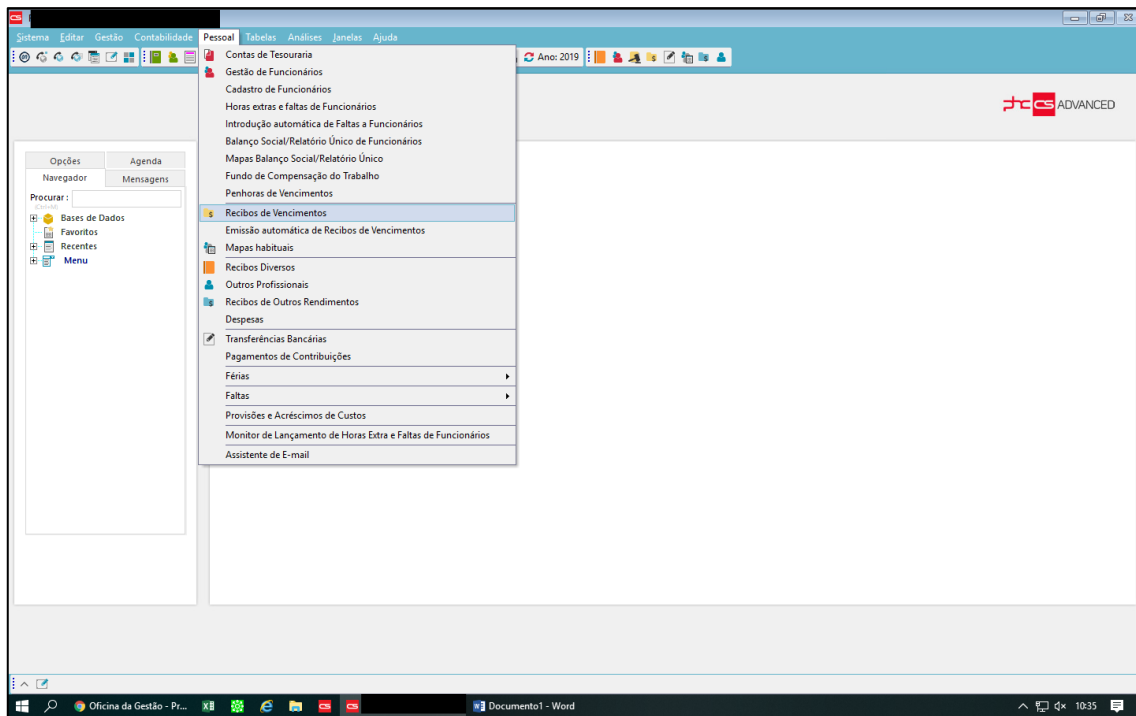 CS
Sistema Editar Gestão Contabilidade Pessoal Tabelas Análises Janelas Ajuda
Ano: 2019
phc CS ADVANCED
Contas de Tesouraria
Gestão de Funcionários
Cadastro de Funcionários
Horas extras e faltas de Funcionários
Introdução automática de Faltas a Funcionários
Balanço Social/Relatório Único de Funcionários
Mapas Balanço Social/Relatório Único
Fundo de Compensação do Trabalho
Penhoras de Vencimentos
Recibos de Vencimentos
Emissão automática de Recibos de Vencimentos
Mapas habituais
Recibos Diversos
Outros Profissionais
Recibos de Outros Rendimentos
Despesas
Transferências Bancárias
Pagamentos de Contribuições
Férias
Faltas
Provisões e Acréscimos de Custos
Monitor de Lançamento de Horas Extra e Faltas de Funcionários
Assistente de E-mail
Opções Agenda
Navegador Mensagens
Procurar :
Bases de Dados
Favoritos
Recentes
Menu
Oficina da Gestão - Pr... CS CS Documento1 - Word 10:35